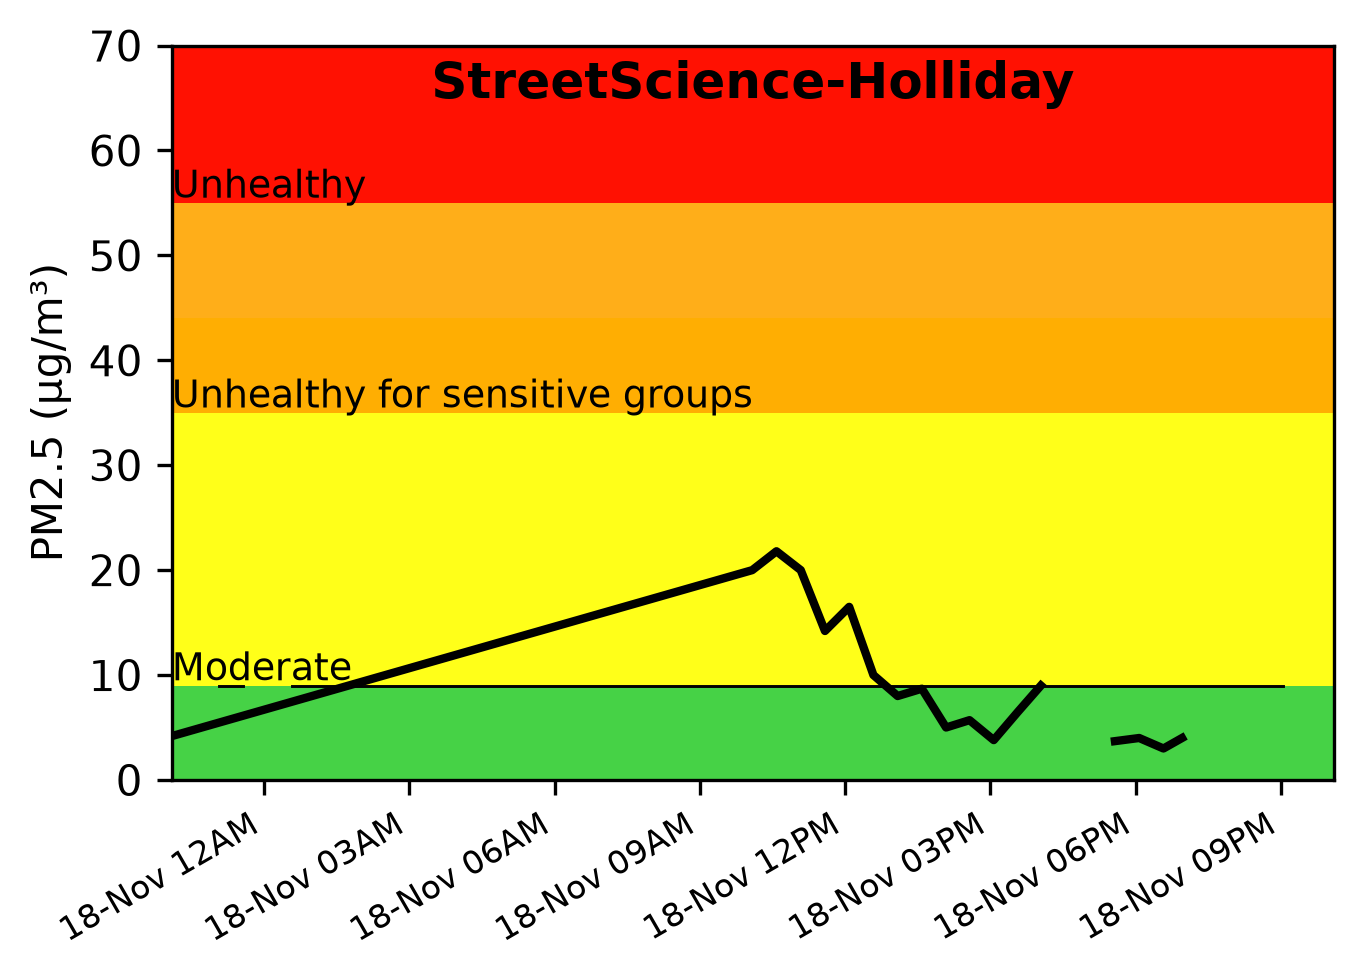 StreetScience-Holliday
PM2.5 (µg/m³)
70
60
50
40
30
20
10
0
Unhealthy
Unhealthy for sensitive groups
Moderate
18-Nov 12AM
18-Nov 03AM
18-Nov 06AM
18-Nov 09AM
18-Nov 12PM
18-Nov 03PM
18-Nov 06PM
18-Nov 09PM